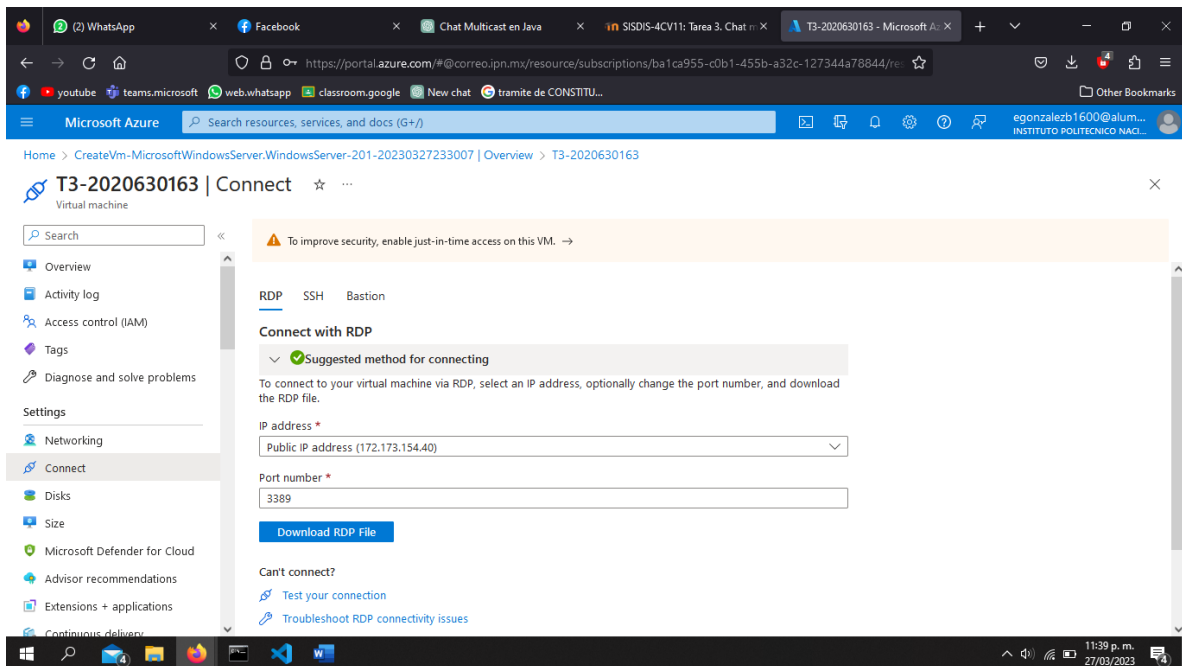 (2) WhatsApp
Facebook
Chat Multicast en Java
SISDIS-4CV11: Tarea 3. Chat m
T3-2020630163 - Microsoft A
https://portal.azure.com/#@correo.ipn.mx/resource/subscriptions/ba1ca955-c0b1-455b-a32c-127344a78844/re
4
youtube
teams.microsoft
web.whatsapp
classroom.google
New chat
tramite de CONSTITU...
Other Bookmarks
Microsoft Azure
Search resources, services, and docs (G+/)
egonzalezb1600@alum...
INSTITUTO POLITECNICO NACI...
Home > CreateVm-MicrosoftWindowsServer.WindowsServer-201-20230327233007 | Overview > T3-2020630163
T3-2020630163 | Connect
Virtual machine
Search
Overview
Activity log
Access control (IAM)
Tags
Diagnose and solve problems
Settings
Networking
Connect
Disks
Size
Microsoft Defender for Cloud
Advisor recommendations
Extensions + applications
Continuous delivery
To improve security, enable just-in-time access on this VM. →
RDP SSH Bastion
Connect with RDP
Suggested method for connecting
To connect to your virtual machine via RDP, select an IP address, optionally change the port number, and download
the RDP file.
IP address *
Public IP address (172.173.154.40)
Port number *
3389
Download RDP File
Can't connect?
Test your connection
Troubleshoot RDP connectivity issues
4
11:39 p. m.
27/03/2023
4